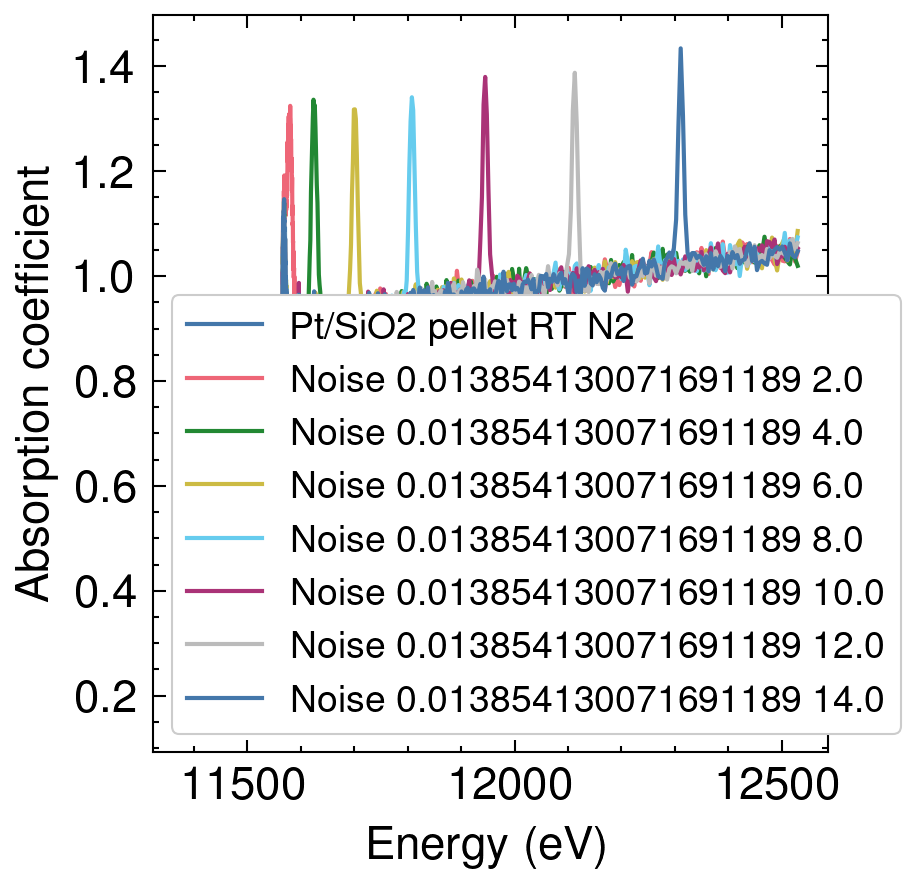 1.4
1.2
1.0
0.8
0.6
0.4
0.2
Absorption coefficient
Pt/SiO2 pellet RT N2
Noise 0.013854130071691189 2.0
Noise 0.013854130071691189 4.0
Noise 0.013854130071691189 6.0
Noise 0.013854130071691189 8.0
Noise 0.013854130071691189 10.0
Noise 0.013854130071691189 12.0
Noise 0.013854130071691189 14.0
11500 12000 12500
Energy (eV)